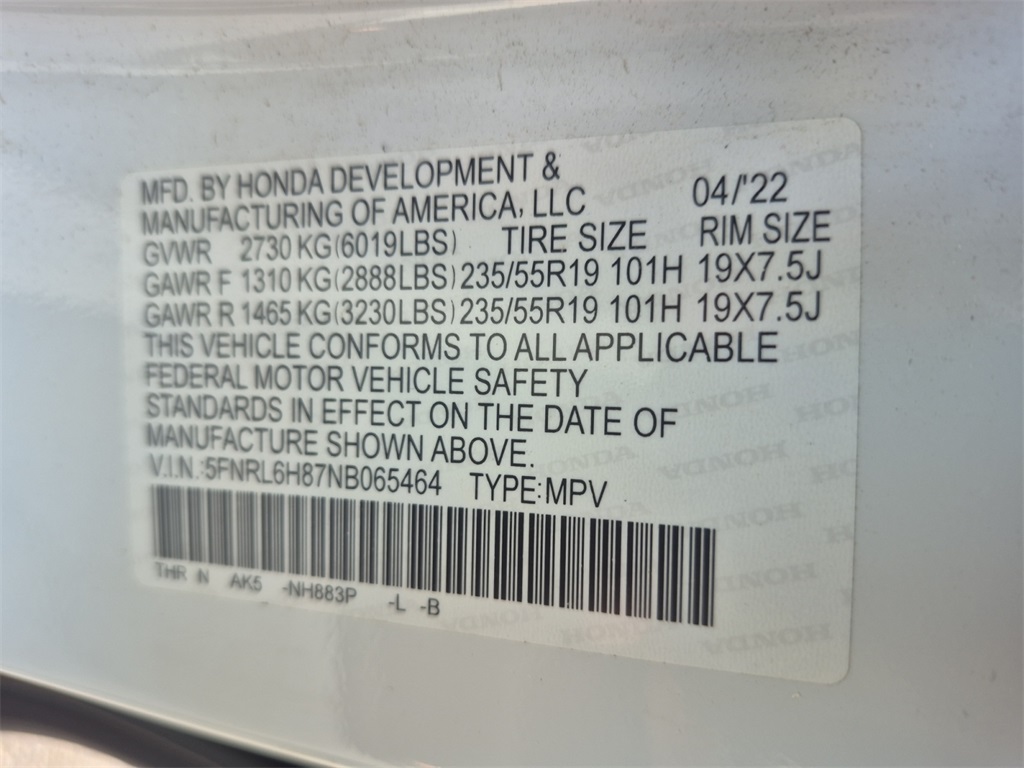 MFD. BY HONDA DEVELOPMENT &
MANUFACTURING OF AMERICA, LLC 04/'22
GVWR 2730 KG(6019LBS) TIRE SIZE RIM SIZE
GAWR F 1310 KG(2888LBS) 235/55R19 101H 19X7.5J
GAWR R 1465 KG(3230LBS) 235/55R19 101H 19X7.5J
THIS VEHICLE CONFORMS TO ALL APPLICABLE
FEDERAL MOTOR VEHICLE SAFETY
STANDARDS IN EFFECT ON THE DATE OF
MANUFACTURE SHOWN ABOVE.
V.I.N.:5FNRL6H87NB065464 TYPE:MPV
THR N AK5 -NH883P -L -B